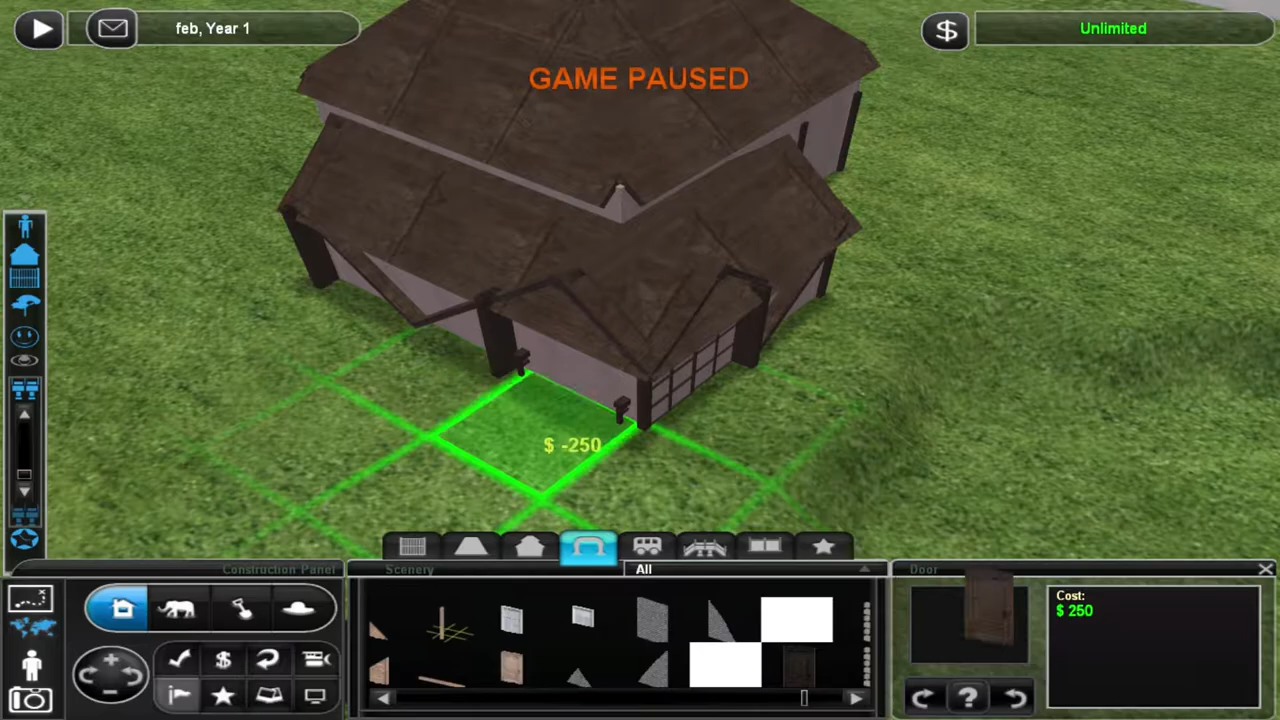 feb, Year 1
Unlimited
GAME PAUSED
$ -250
Construction Panel
Scenery
All
Door
Cost:
$ 250